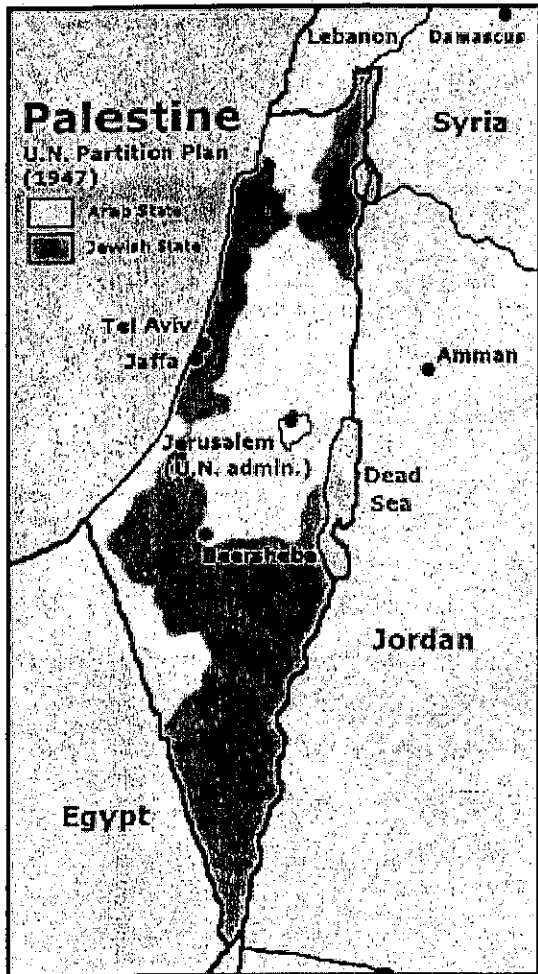 Lebanon
Damascus
Palestine
Syria
U.N. Partition Plan
(1947)
Arab State
Jewish State
Tel Aviv
Jaffa
Amman
Jerusalem
(U.N. admin.)
Dead
Sea
Beersheba
Jordan
Egypt